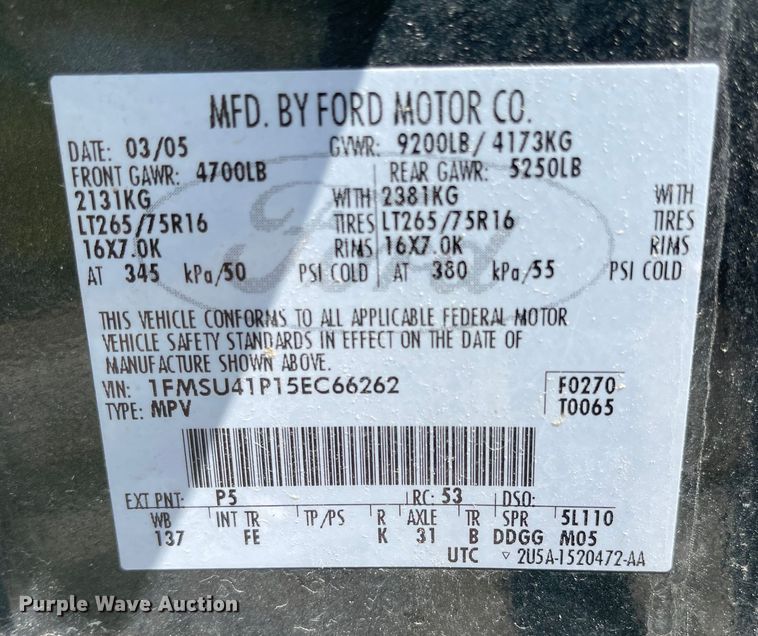 MFD. BY FORD MOTOR CO.
DATE: 03/05 GVWR: 9200LB/ 4173KG
FRONT GAWR: 4700LB REAR GAWR: 5250LB
2131KG WITH 2381KG WITH
LT265/75R16 TIRES LT265/75R16 TIRES
16X7.0K RIMS 16X7.0K RIMS
AT 345 kPa/50 PSI COLD AT 380 kPa/55 PSI COLD
Ford
THIS VEHICLE CONFORMS TO ALL APPLICABLE FEDERAL MOTOR
VEHICLE SAFETY STANDARDS IN EFFECT ON THE DATE OF
MANUFACTURE SHOWN ABOVE.
VIN: 1FMSU41P15EC66262 F0270
TYPE: MPV T0065
EXT PNT: P5 RC: 53 DSO:
WB INT TR TP/PS R AXLE TR SPR 5L110
137 FE K 31 B DDGG M05
UTC ▽ 2U5A-1520472-AA
Purple Wave Auction